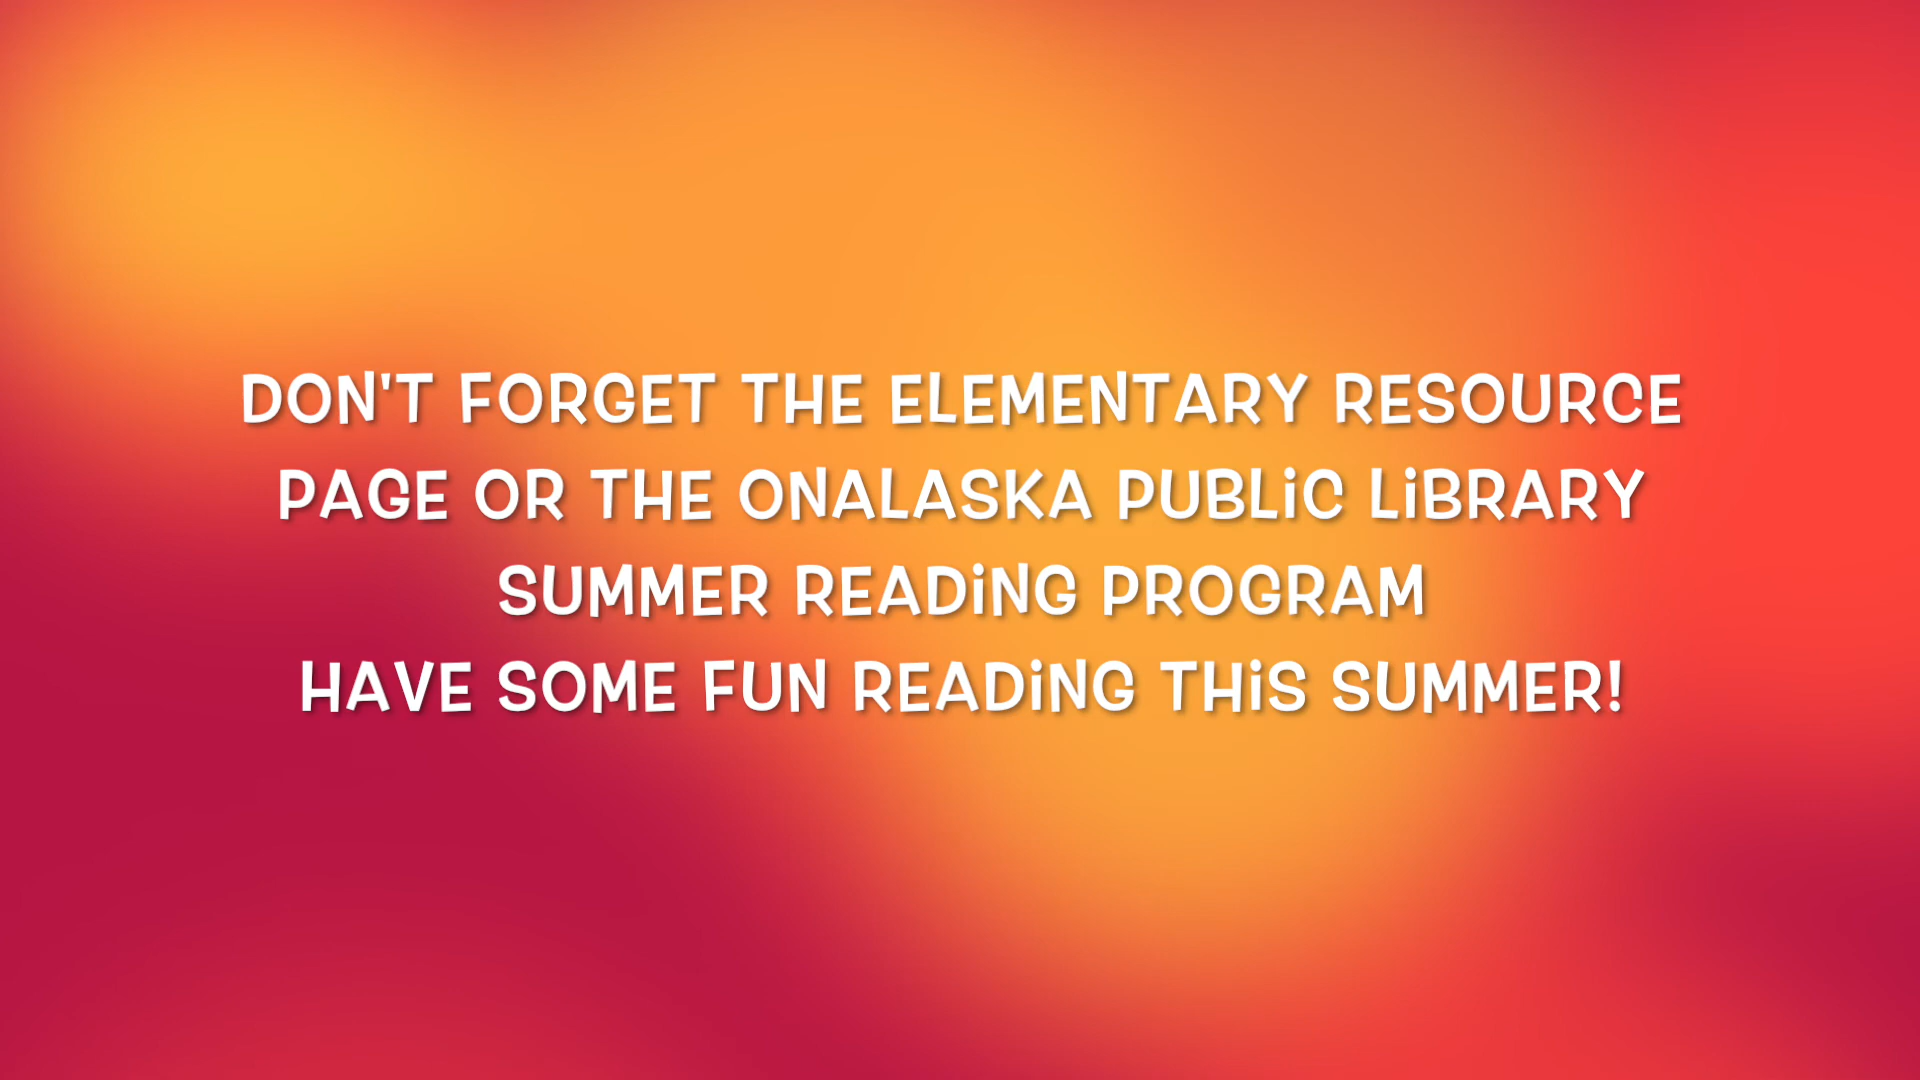 DON'T FORGET THE ELEMENTARY RESOURCE
PAGE OR THE ONALASKA PUBLiC LiBRARY
SUMMER READiNG PROGRAM
HAVE SOME FUN READiNG THiS SUMMER!